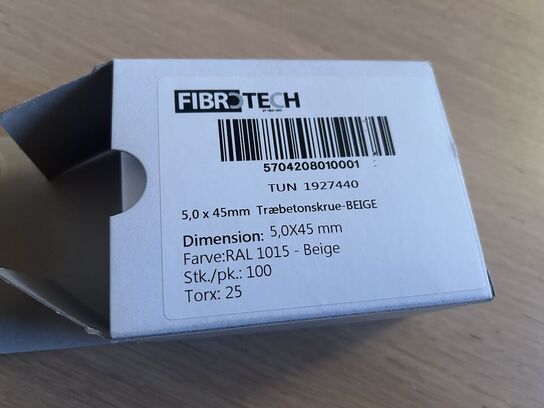 FIBROTECH
5704208010001
TUN 1927440
5,0 x 45mm Træbetonskrue-BEIGE
Dimension: 5,0X45 mm
Farve:RAL 1015 - Beige
Stk./pk.: 100
Torx: 25